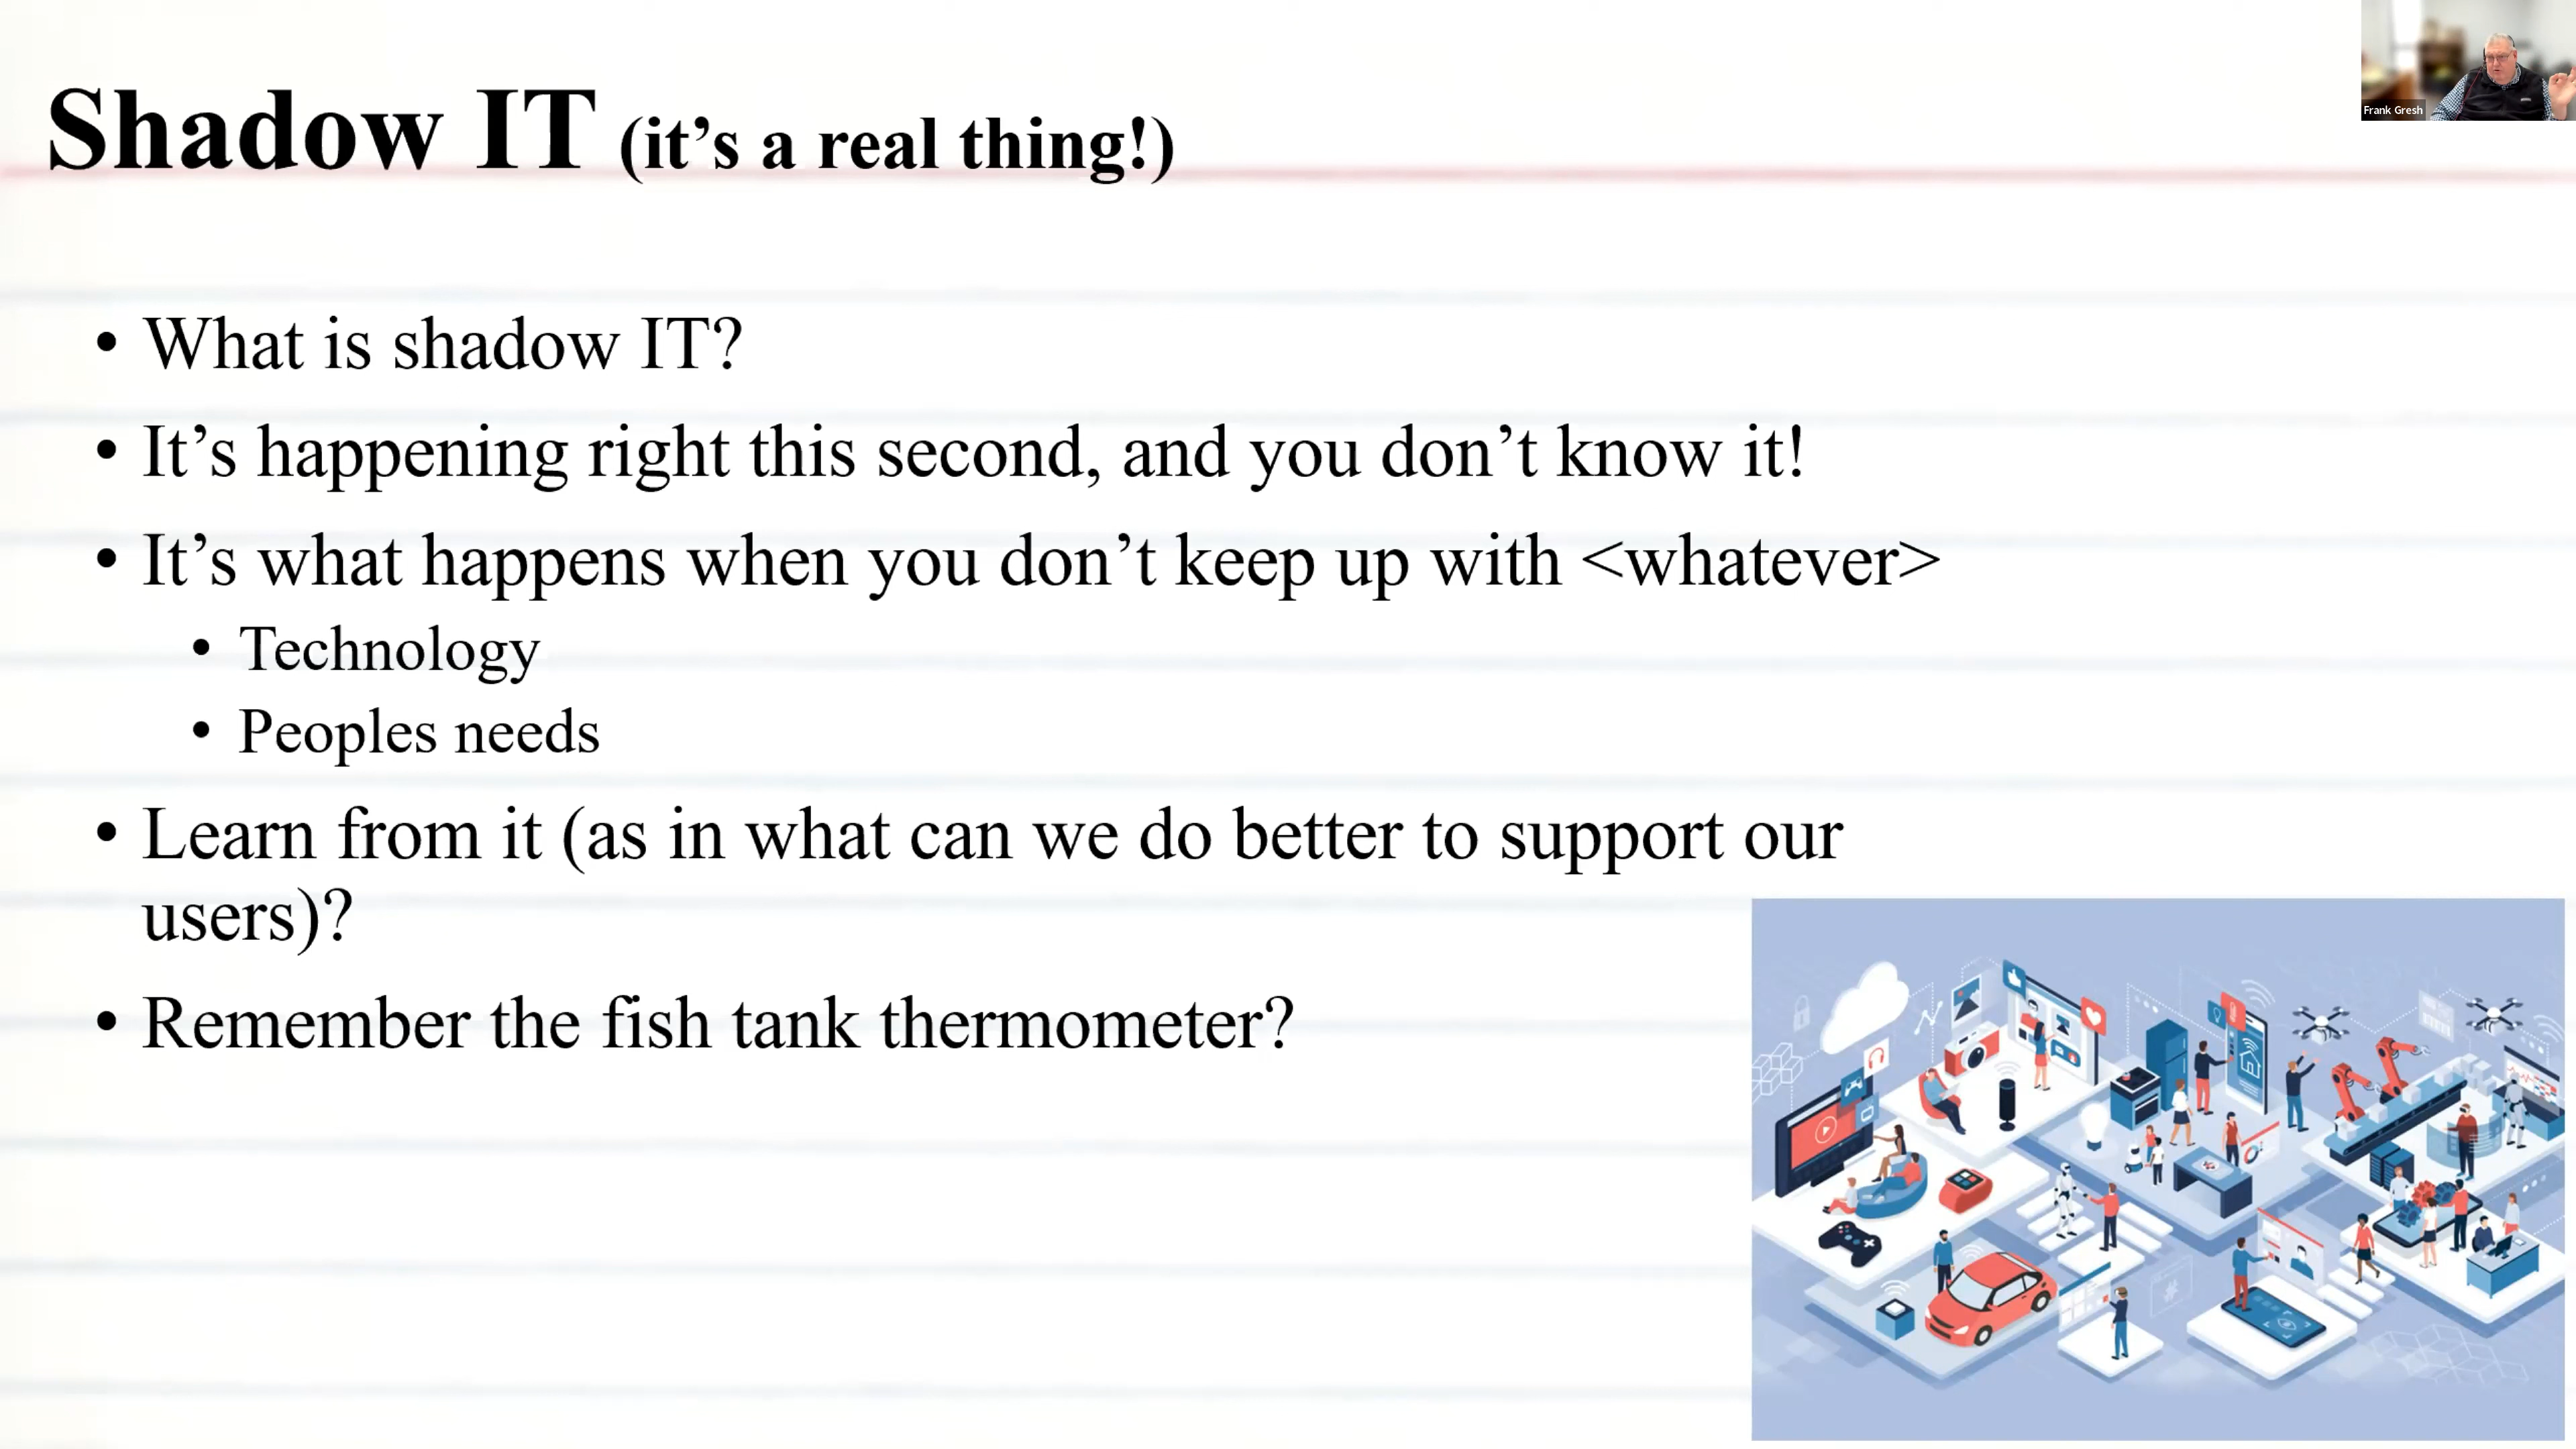 Frank Gresh
Shadow IT (it’s a real thing!)
• What is shadow IT?
• It’s happening right this second, and you don’t know it!
• It’s what happens when you don’t keep up with <whatever>
• Technology
• Peoples needs
• Learn from it (as in what can we do better to support our
users)?
• Remember the fish tank thermometer?